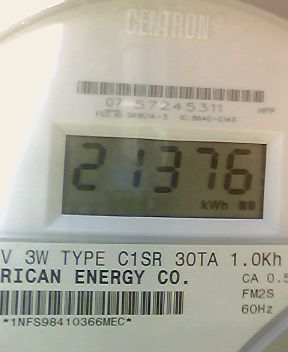 CENTRON®
07 57245311
21376
kWh
V 3W TYPE C1SR 30TA 1.0Kh
RICAN ENERGY CO.
CA 0.5
FM2S
60Hz
*1NFS98410366MEC*